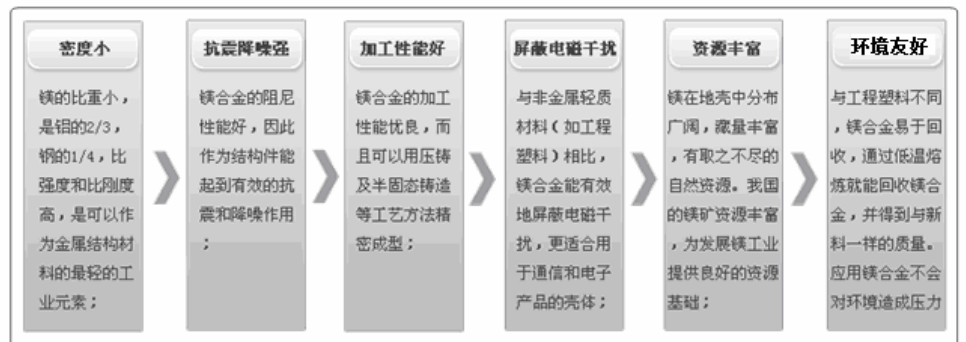 密度小
镁的比重小，
是铝的2/3，
钢的1/4，比
强度和比刚度
高，是可以作
为金属结构材
料的最轻的工
业元素；
抗震降噪强
镁合金的阻尼
性能好，因此
作为结构件能
起到有效的抗
震和降噪作用
；
加工性能好
镁合金的加工
性能优良，而
且可以用压铸
及半固态铸造
等工艺方法精
密成型；
屏蔽电磁干扰
与非金属轻质
材料（如工程
塑料）相比，
镁合金能有效
地屏蔽电磁干
扰，更适合用
于通信和电子
产品的壳体；
资源丰富
镁在地壳中分布
广阔，藏量丰富
，有取之不尽的
自然资源。我国
的镁矿资源丰富
，为发展镁工业
提供良好的资源
基础；
环境友好
与工程塑料不同
，镁合金易于回
收，通过低温熔
炼就能回收镁合
金，并得到与新
料一样的质量。
应用镁合金不会
对环境造成压力